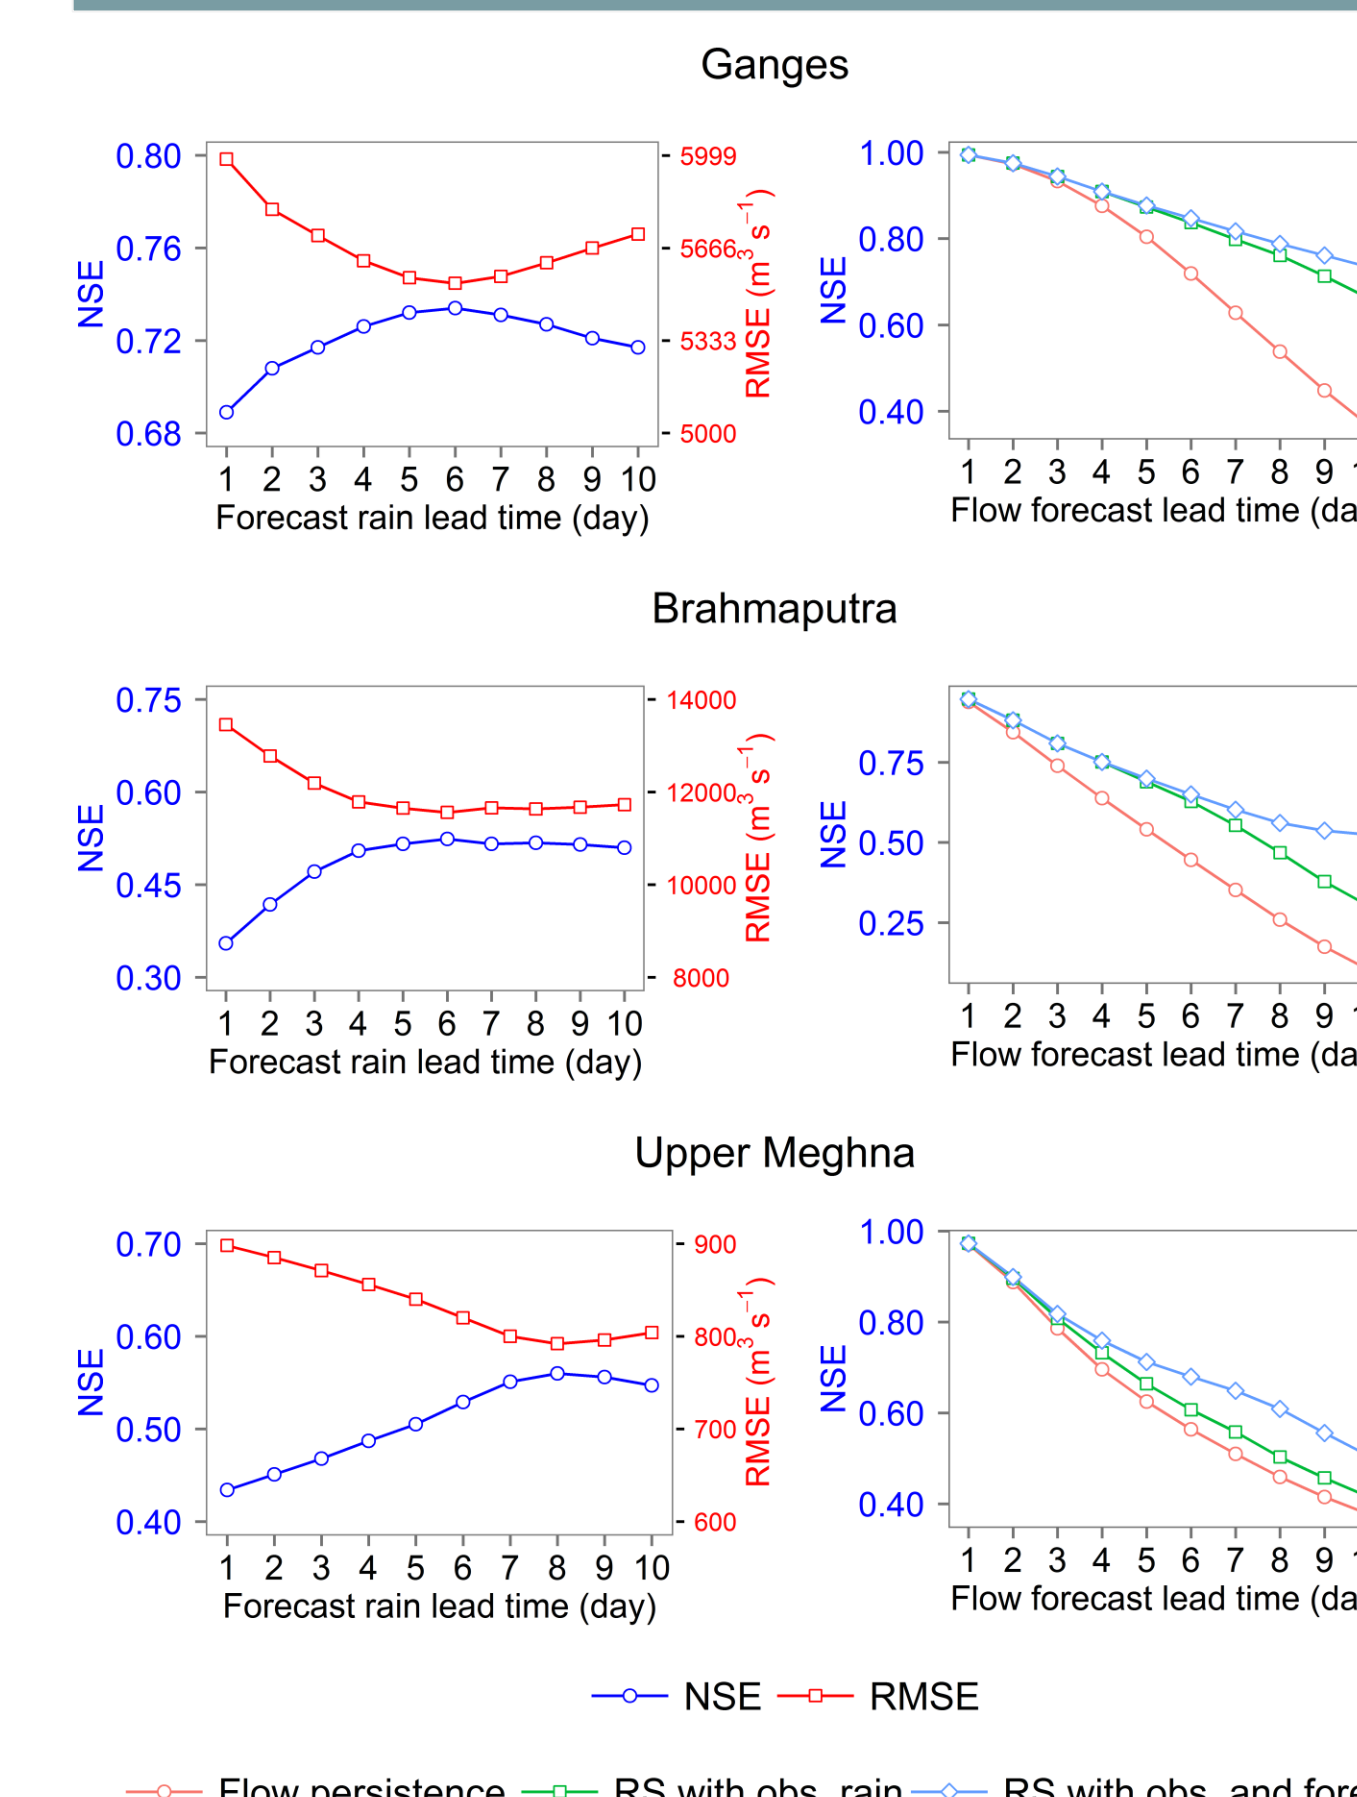 Ganges
0.80
0.76
0.72
0.68
NSE
5999
5666
5333
5000
RMSE (m³ s⁻¹)
1 2 3 4 5 6 7 8 9 10
Forecast rain lead time (day)
1.00
0.80
0.60
0.40
NSE
1 2 3 4 5 6 7 8 9 1
Flow forecast lead time (da
Brahmaputra
0.75
0.60
0.45
0.30
NSE
14000
12000
10000
8000
RMSE (m³ s⁻¹)
1 2 3 4 5 6 7 8 9 10
Forecast rain lead time (day)
0.75
0.50
0.25
NSE
1 2 3 4 5 6 7 8 9 1
Flow forecast lead time (da
Upper Meghna
0.70
0.60
0.50
0.40
NSE
900
800
700
600
RMSE (m³ s⁻¹)
1 2 3 4 5 6 7 8 9 10
Forecast rain lead time (day)
1.00
0.80
0.60
0.40
NSE
1 2 3 4 5 6 7 8 9 1
Flow forecast lead time (da
NSE RMSE
Flow persistence RS with obs. rain RS with obs. and fore